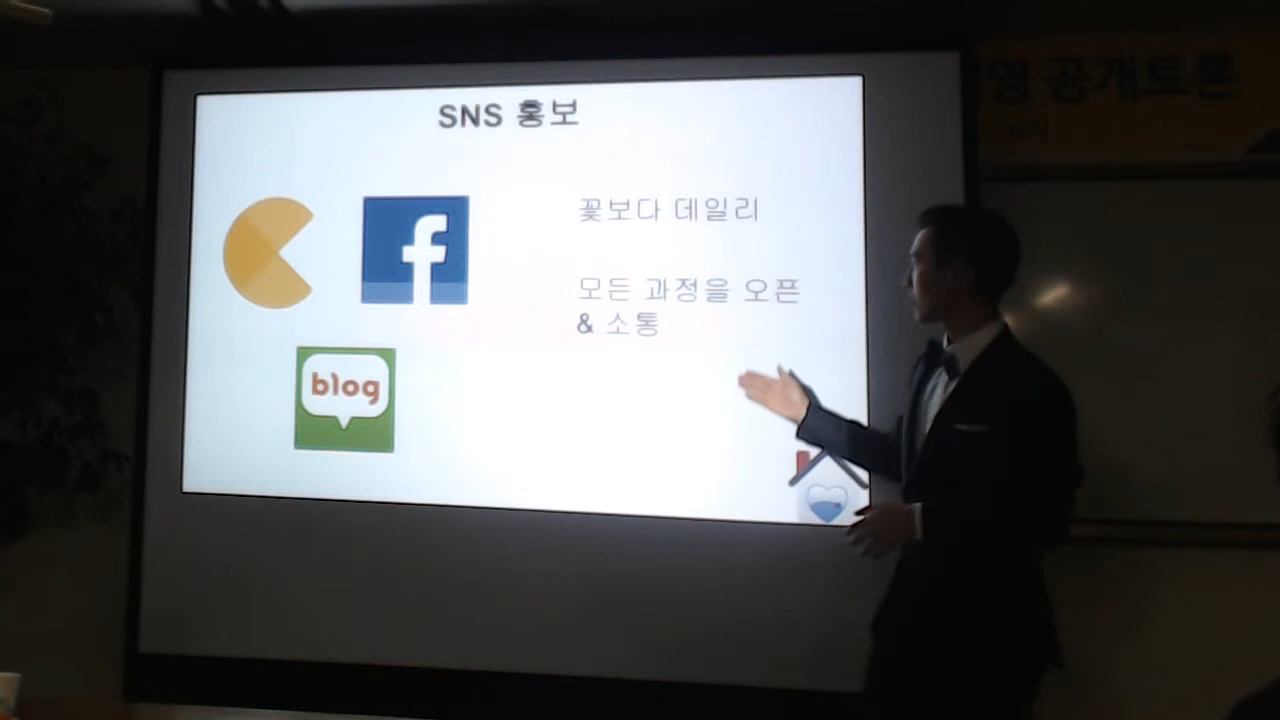 SNS 홍보
꽃보다 데일리
모든 과정을 오픈
& 소통
f
blog
영 공개토론